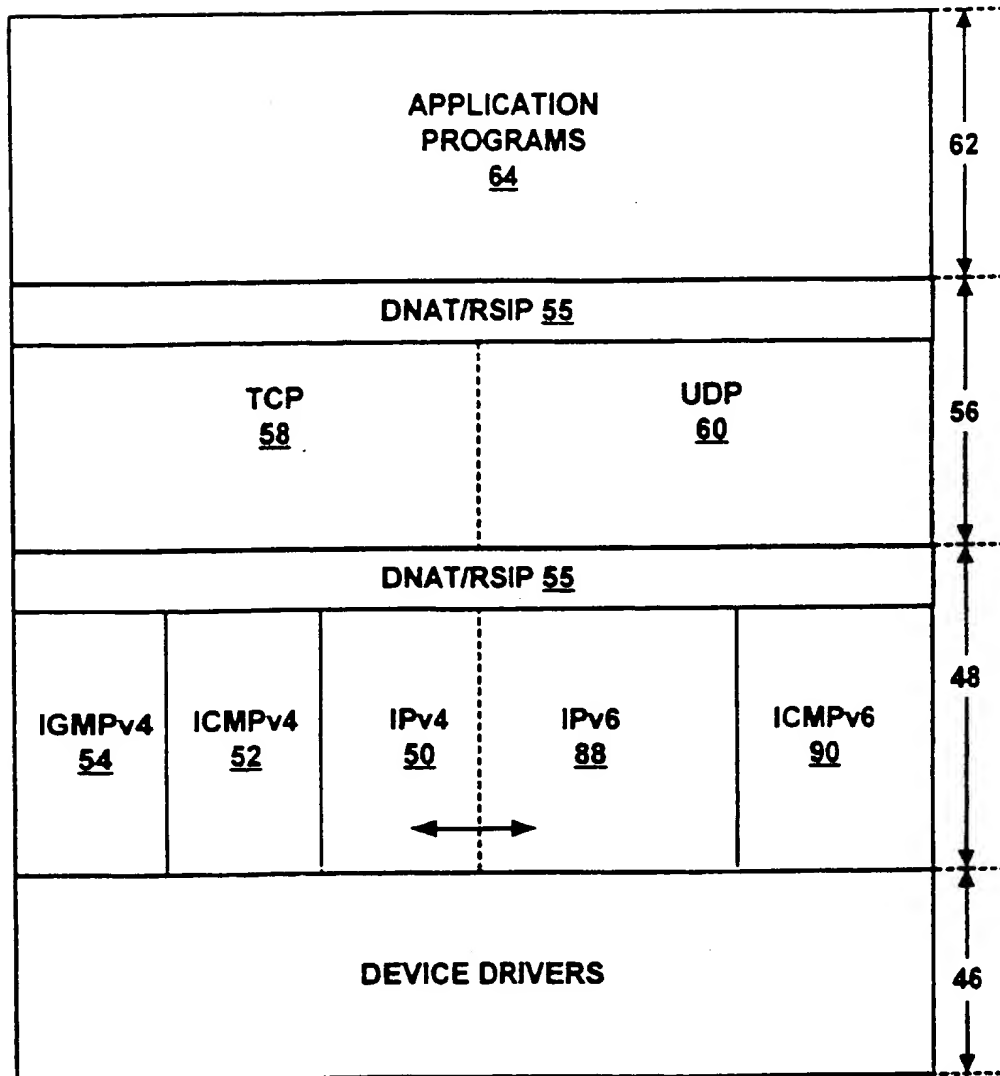 APPLICATION
PROGRAMS
64
62
DNAT/RSIP 55
TCP
58
UDP
60
56
DNAT/RSIP 55
IGMPv4
54
ICMPv4
52
IPv4
50
IPv6
88
ICMPv6
90
48
DEVICE DRIVERS
46